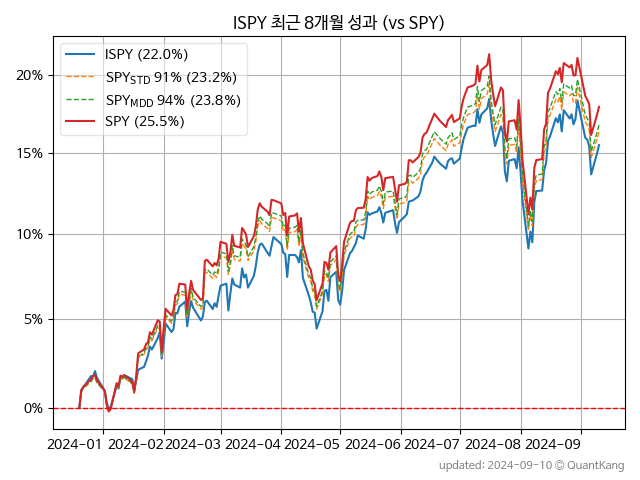 ISPY 최근 8개월 성과 (vs SPY)
ISPY (22.0%)
SPY_STD 91% (23.2%)
SPY_MDD 94% (23.8%)
SPY (25.5%)
20%
15%
10%
5%
0%
2024-01 2024-02 2024-03 2024-04 2024-05 2024-06 2024-07 2024-08 2024-09
updated: 2024-09-10 © QuantKang